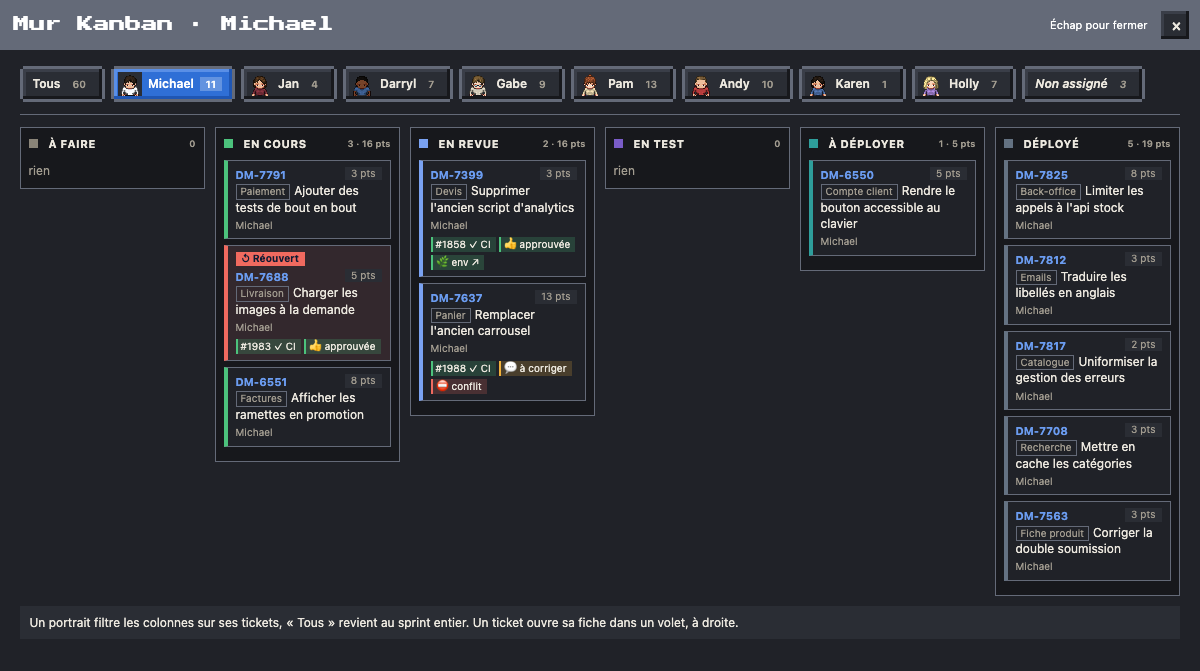 Mur Kanban · Michael
Échap pour fermer
×
Tous 60
Michael 11
Jan 4
Darryl 7
Gabe 9
Pam 13
Andy 10
Karen 1
Holly 7
Non assigné 3
À FAIRE 0
rien
EN COURS 3 · 16 pts
DM-7791 3 pts
Paiement Ajouter des
tests de bout en bout
Michael
↺ Réouvert
DM-7688 5 pts
Livraison Charger les
images à la demande
Michael
#1983 ✓ CI 👍 approuvée
DM-6551 8 pts
Factures Afficher les
ramettes en promotion
Michael
EN REVUE 2 · 16 pts
DM-7399 3 pts
Devis Supprimer
l'ancien script d'analytics
Michael
#1858 ✓ CI 👍 approuvée
🌿 env ↗
DM-7637 13 pts
Panier Remplacer
l'ancien carrousel
Michael
#1988 ✓ CI 💬 à corriger
⛔ conflit
EN TEST 0
rien
À DÉPLOYER 1 · 5 pts
DM-6550 5 pts
Compte client Rendre le
bouton accessible au
clavier
Michael
DÉPLOYÉ 5 · 19 pts
DM-7825 8 pts
Back-office Limiter les
appels à l'api stock
Michael
DM-7812 3 pts
Emails Traduire les
libellés en anglais
Michael
DM-7817 2 pts
Catalogue Uniformiser la
gestion des erreurs
Michael
DM-7708 3 pts
Recherche Mettre en
cache les catégories
Michael
DM-7563 3 pts
Fiche produit Corriger la
double soumission
Michael
Un portrait filtre les colonnes sur ses tickets, « Tous » revient au sprint entier. Un ticket ouvre sa fiche dans un volet, à droite.